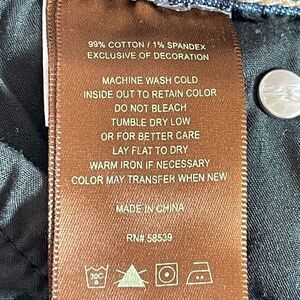 99% COTTON / 1% SPANDEX
EXCLUSIVE OF DECORATION
MACHINE WASH COLD
INSIDE OUT TO RETAIN COLOR
DO NOT BLEACH
TUMBLE DRY LOW
OR FOR BETTER CARE
LAY FLAT TO DRY
WARM IRON IF NECESSARY
COLOR MAY TRANSFER WHEN NEW
MADE IN CHINA
RN# 58539
30C